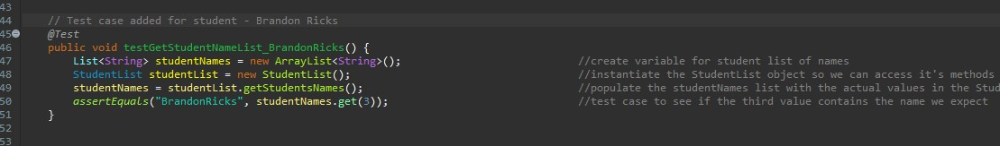 43
44 // Test case added for student - Brandon Ricks
45 @Test
46 public void testGetStudentNameList_BrandonRicks() {
47 List<String> studentNames = new ArrayList<String>(); //create variable for student list of names
48 StudentList studentList = new StudentList(); //instantiate the StudentList object so we can access it's methods
49 studentNames = studentList.getStudentsNames(); //populate the studentNames list with the actual values in the Stud
50 assertEquals("BrandonRicks", studentNames.get(3)); //test case to see if the third value contains the name we expect
51 }
52
53